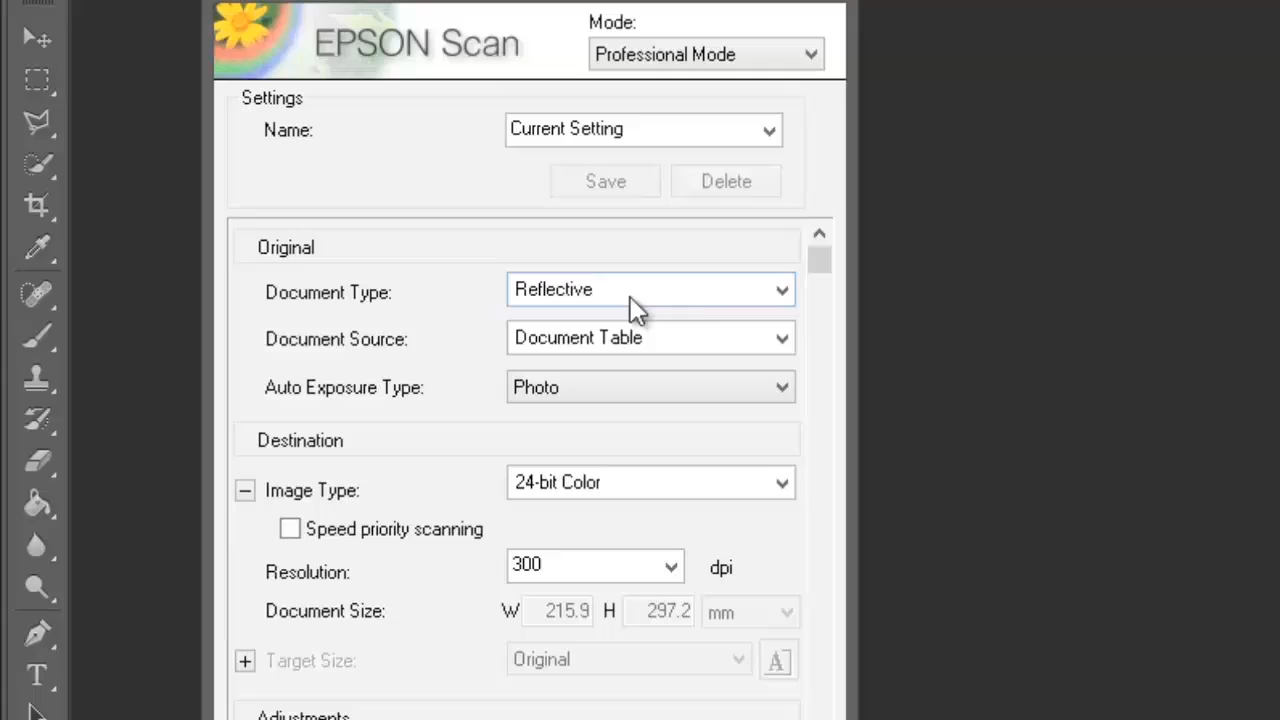 EPSON Scan
Mode:
Professional Mode
Settings
Name:
Current Setting
Save
Delete
Original
Document Type:
Reflective
Document Source:
Document Table
Auto Exposure Type:
Photo
Destination
Image Type:
24-bit Color
Speed priority scanning
Resolution:
300
dpi
Document Size:
W
215.9
H
297.2
mm
Target Size:
Original
A
Adjustments
T